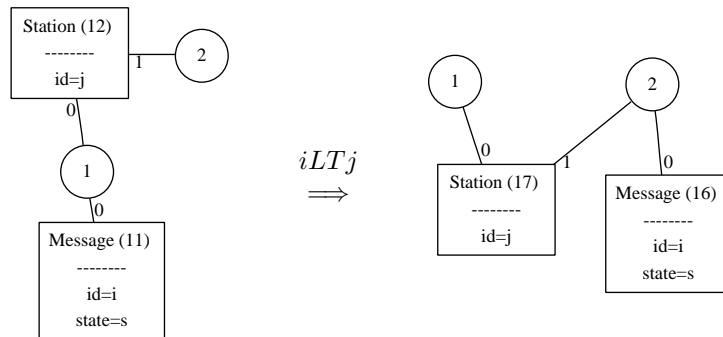 Station (12)
--------
id=j
1
2
0
1
0
Message (11)
--------
id=i
state=s
iLTj
⟹
1
2
0
1
0
Station (17)
--------
id=j
Message (16)
--------
id=i
state=s